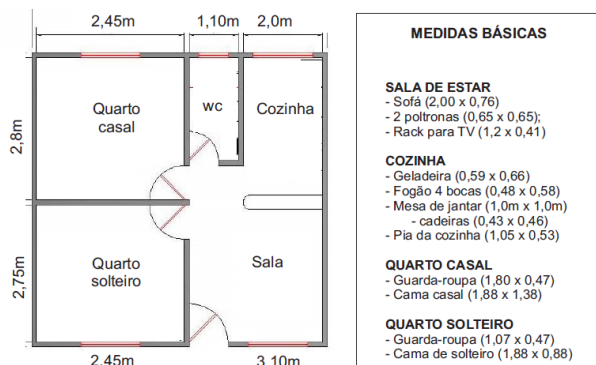 2,45m
1,10m
2,0m
2,8m
Quarto
casal
wc
Cozinha
2,75m
Quarto
solteiro
Sala
2,45m
3,10m
MEDIDAS BÁSICAS
SALA DE ESTAR
- Sofá (2,00 x 0,76)
- 2 poltronas (0,65 x 0,65);
- Rack para TV (1,2 x 0,41)
COZINHA
- Geladeira (0,59 x 0,66)
- Fogão 4 bocas (0,48 x 0,58)
- Mesa de jantar (1,0m x 1,0m)
- cadeiras (0,43 x 0,46)
- Pia da cozinha (1,05 x 0,53)
QUARTO CASAL
- Guarda-roupa (1,80 x 0,47)
- Cama casal (1,88 x 1,38)
QUARTO SOLTEIRO
- Guarda-roupa (1,07 x 0,47)
- Cama de solteiro (1,88 x 0,88)